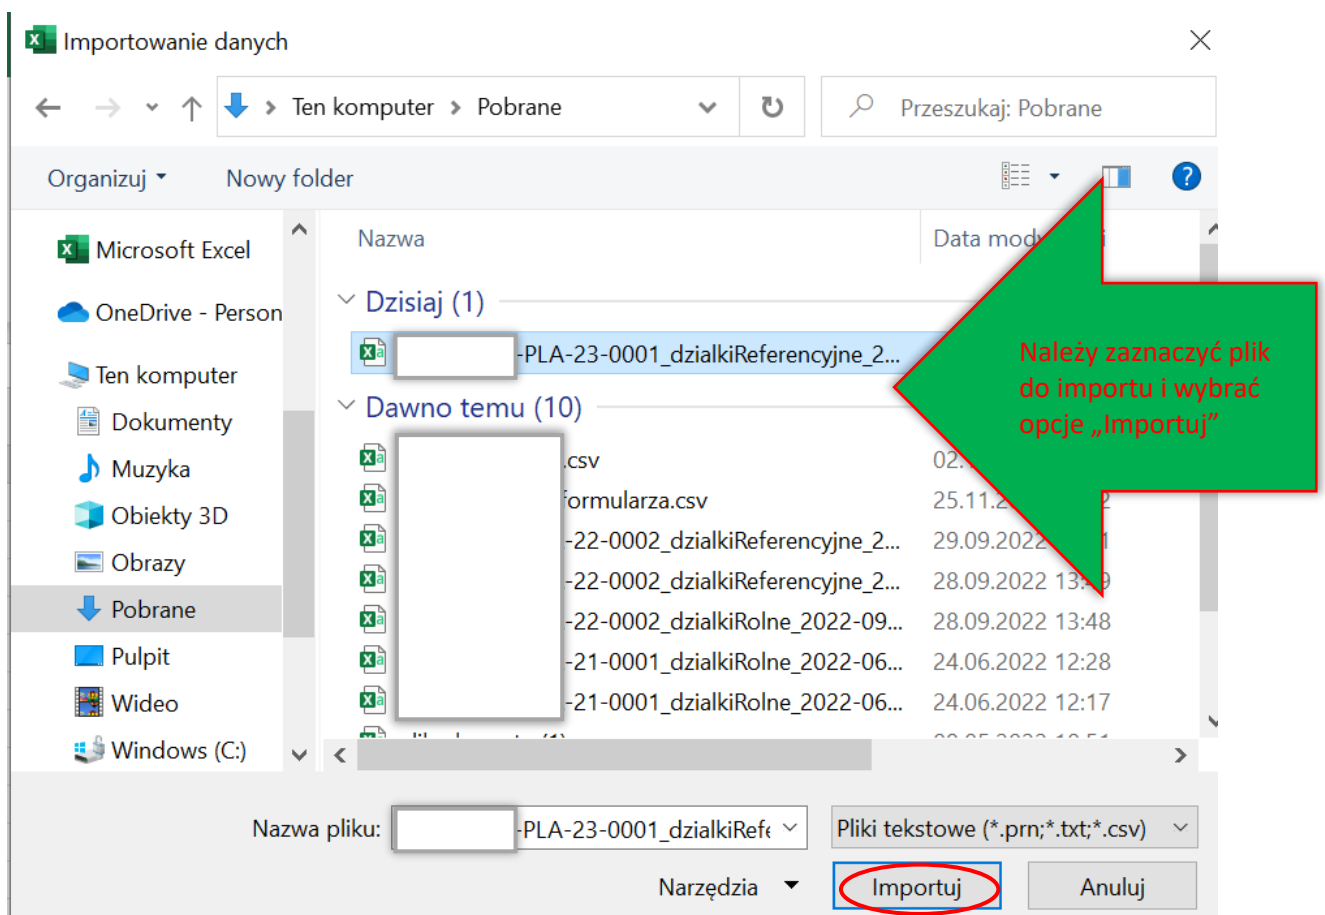 Importowanie danych
Ten komputer > Pobrane
Przeszukaj: Pobrane
Organizuj
Nowy folder
Microsoft Excel
OneDrive - Person
Ten komputer
Dokumenty
Muzyka
Obiekty 3D
Obrazy
Pobrane
Pulpit
Wideo
Windows (C:)
Nazwa
Data mod
Dzisiaj (1)
-PLA-23-0001_dzialkiReferencyjne_2...
Dawno temu (10)
.csv
02.
formularza.csv
25.11.2
-22-0002_dzialkiReferencyjne_2...
29.09.2022
-22-0002_dzialkiReferencyjne_2...
28.09.2022 13:
-22-0002_dzialkiRolne_2022-09...
28.09.2022 13:48
-21-0001_dzialkiRolne_2022-06...
24.06.2022 12:28
-21-0001_dzialkiRolne_2022-06...
24.06.2022 12:17
Należy zaznaczyć plik
do importu i wybrać
opcje „Importuj”
Nazwa pliku:
-PLA-23-0001_dzialkiRefe
Pliki tekstowe (*.prn;*.txt;*.csv)
Narzędzia
Importuj
Anuluj